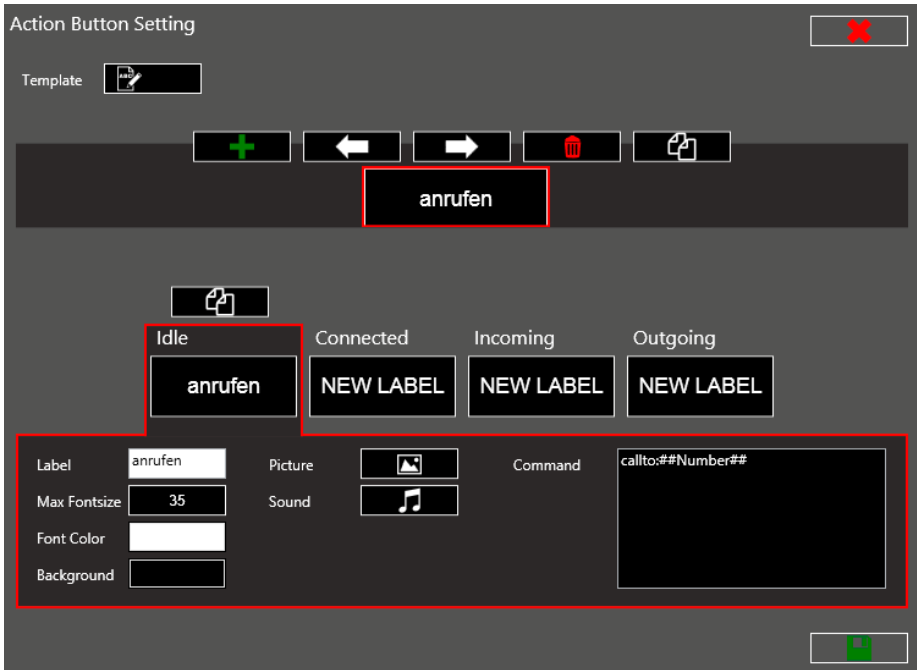 Action Button Setting
Template
ABC
anrufen
Idle
Connected
Incoming
Outgoing
anrufen
NEW LABEL
NEW LABEL
NEW LABEL
Label
anrufen
Picture
Command
callto:##Number##
Max Fontsize
35
Sound
Font Color
Background